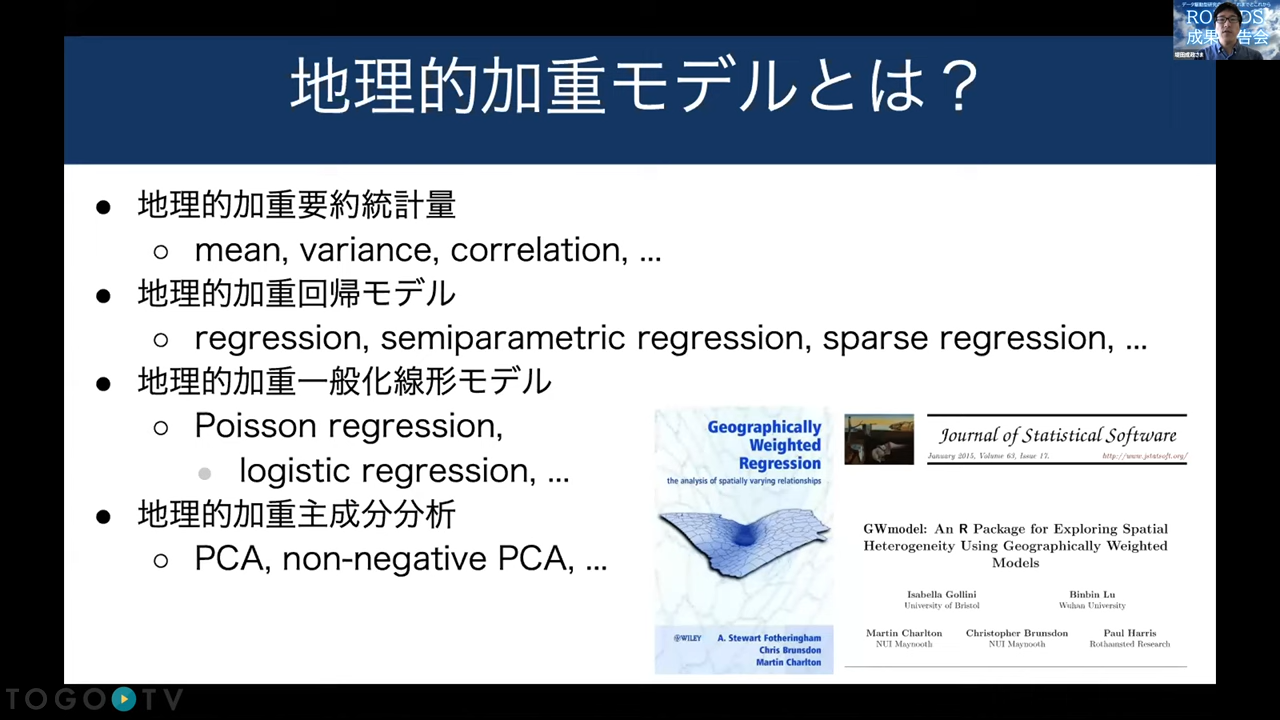 地理的加重モデルとは？
● 地理的加重要約統計量
○ mean, variance, correlation, ...
● 地理的加重回帰モデル
○ regression, semiparametric regression, sparse regression, ...
● 地理的加重一般化線形モデル
○ Poisson regression,
● logistic regression, ...
● 地理的加重主成分分析
○ PCA, non-negative PCA, ...
Geographically
Weighted
Regression
the analysis of spatially varying relationships
WILEY
A. Stewart Fotheringham
Chris Brunsdon
Martin Charlton
Journal of Statistical Software
January 2015, Volume 63, Issue 17.
http://www.jstatsoft.org/
GWmodel: An R Package for Exploring Spatial
Heterogeneity Using Geographically Weighted
Models
Isabella Gollini
University of Bristol
Binbin Lu
Wuhan University
Martin Charlton
NUI Maynooth
Christopher Brunsdon
NUI Maynooth
Paul Harris
Rothamsted Research
TOGO TV